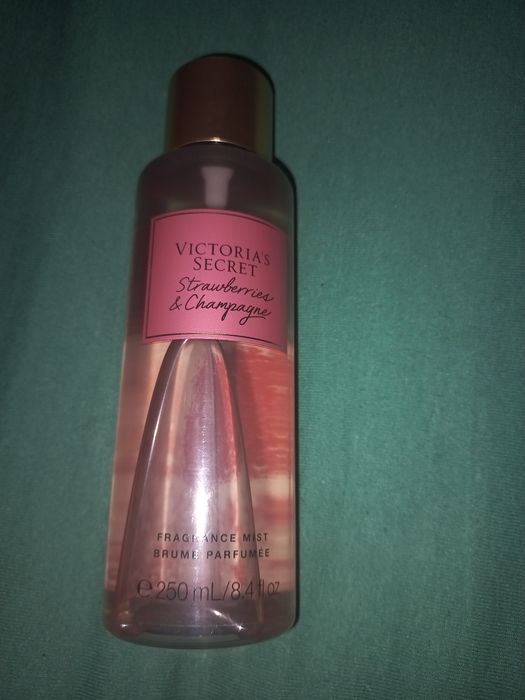 VICTORIA'S
SECRET
Strawberries
& Champagne
FRAGRANCE MIST
BRUME PARFUMÉE
℮ 250 mL/8.4 fl oz